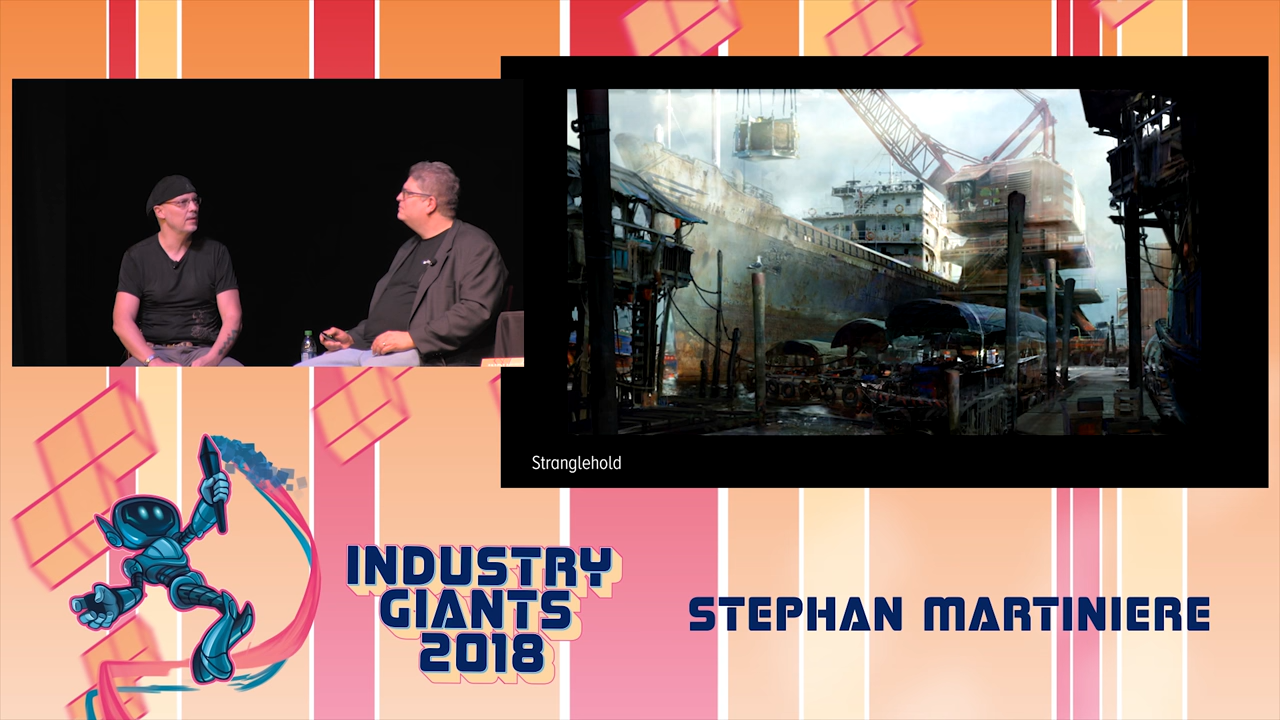 Stranglehold
INDUSTRY
GIANTS
2018
STEPHAN MARTINIERE